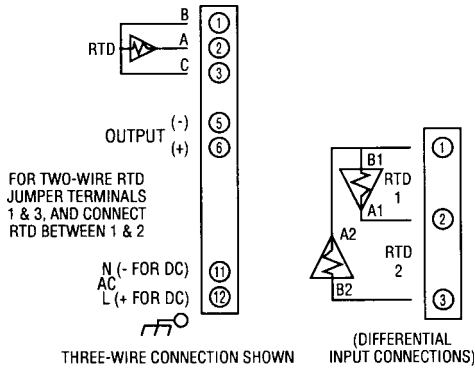 B 1
RTD A 2
C 3
OUTPUT (-) 5
(+) 6
FOR TWO-WIRE RTD
JUMPER TERMINALS
1 & 3, AND CONNECT
RTD BETWEEN 1 & 2
N (- FOR DC) 11
AC
L (+ FOR DC) 12
THREE-WIRE CONNECTION SHOWN
1
B1
RTD
1
A1
2
A2
RTD
2
B2
3
(DIFFERENTIAL
INPUT CONNECTIONS)